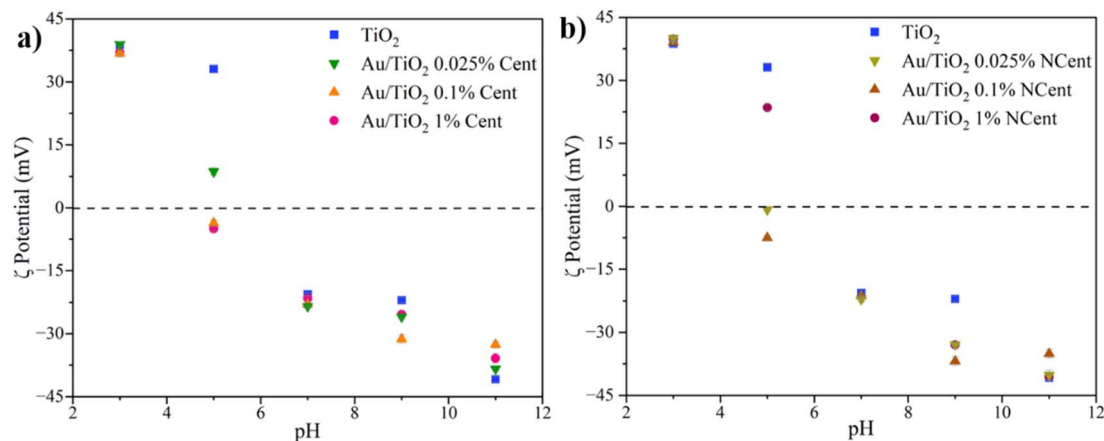 a)
45
30
15
0
−15
−30
−45
ζ Potential (mV)
TiO₂
Au/TiO₂ 0.025% Cent
Au/TiO₂ 0.1% Cent
Au/TiO₂ 1% Cent
2 4 6 8 10 12
pH
b)
45
30
15
0
−15
−30
−45
ζ Potential (mV)
TiO₂
Au/TiO₂ 0.025% NCent
Au/TiO₂ 0.1% NCent
Au/TiO₂ 1% NCent
2 4 6 8 10 12
pH